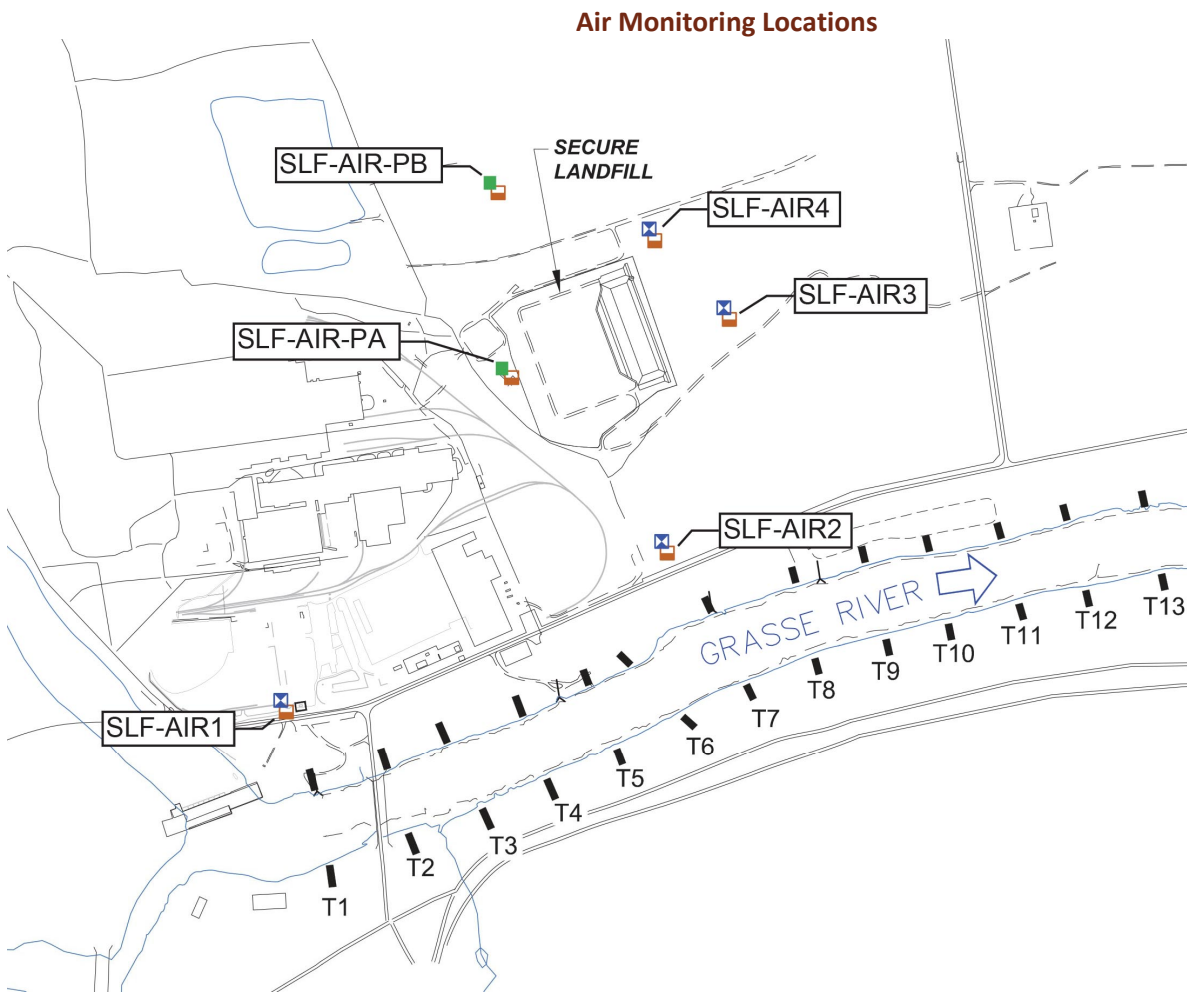 Air Monitoring Locations
SLF-AIR-PB
SECURE
LANDFILL
SLF-AIR4
SLF-AIR3
SLF-AIR-PA
SLF-AIR2
GRASSE RIVER
SLF-AIR1
T1
T2
T3
T4
T5
T6
T7
T8
T9
T10
T11
T12
T13